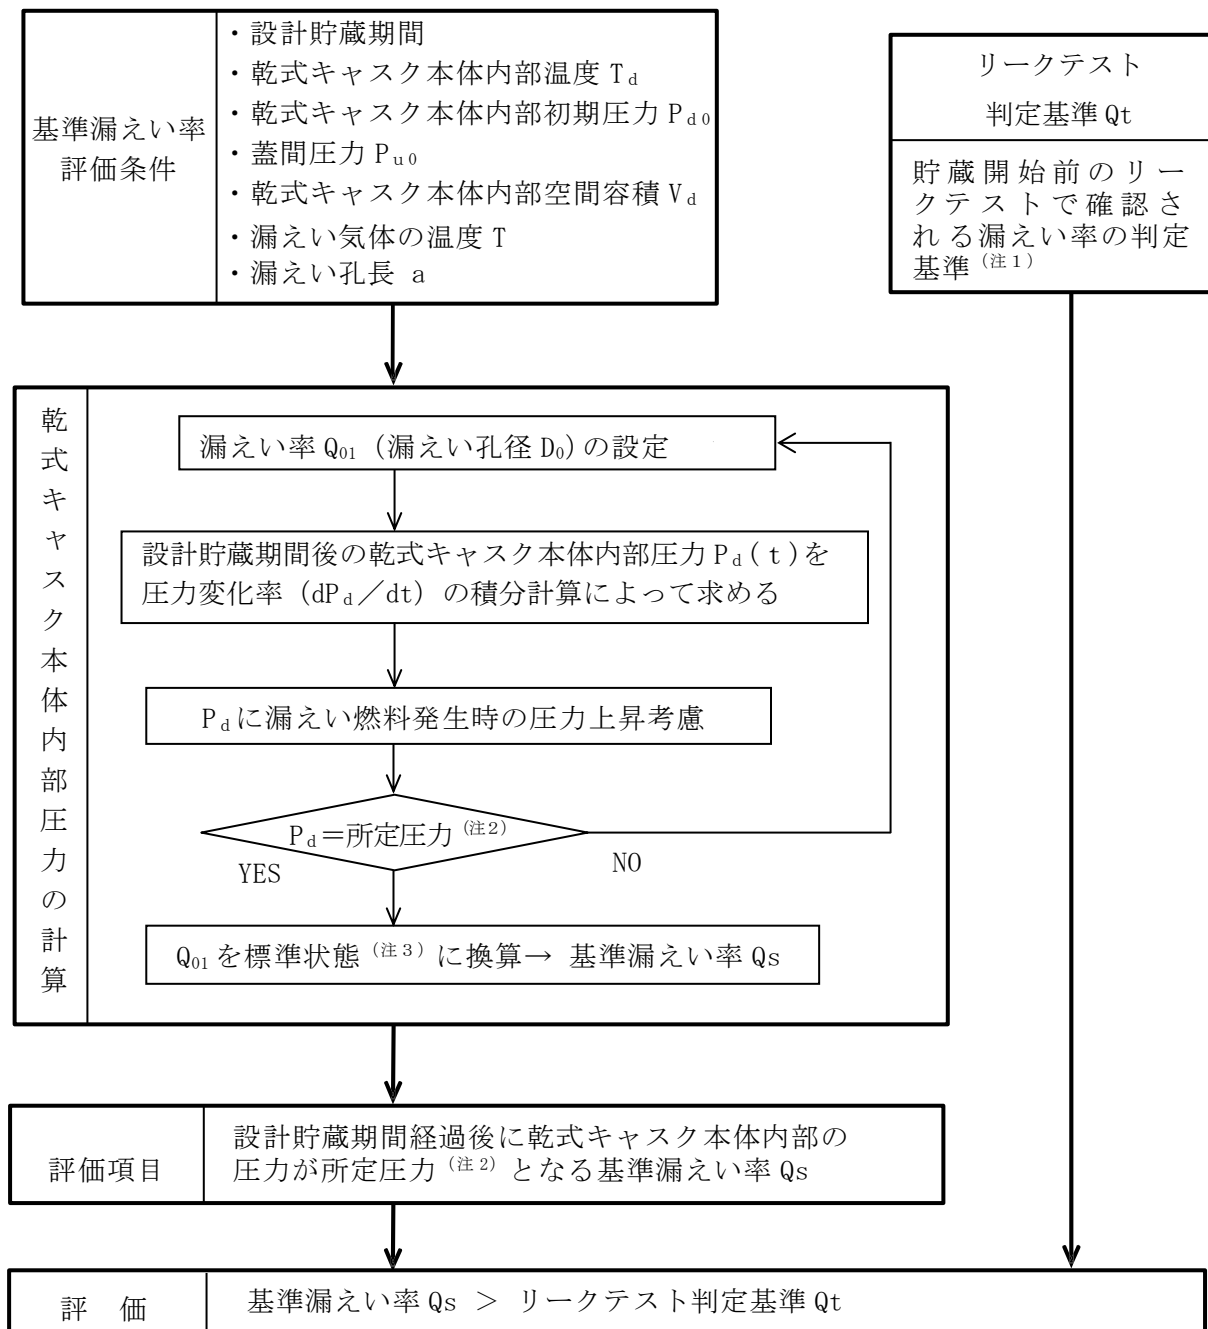 基準漏えい率
評価条件
・設計貯蔵期間
・乾式キャスク本体内部温度 Td
・乾式キャスク本体内部初期圧力 Pd0
・蓋間圧力 Pu0
・乾式キャスク本体内部空間容積 Vd
・漏えい気体の温度 T
・漏えい孔長 a
リークテスト
判定基準 Qt
貯蔵開始前のリー
クテストで確認さ
れる漏えい率の判定
基準(注1)
乾式キャスク本体内部圧力の計算
漏えい率 Q01 (漏えい孔径 D0)の設定
設計貯蔵期間後の乾式キャスク本体内部圧力 Pd(t)を
圧力変化率 (dPd/dt) の積分計算によって求める
Pdに漏えい燃料発生時の圧力上昇考慮
Pd=所定圧力(注2)
YES
NO
Q01を標準状態(注3)に換算→ 基準漏えい率 Qs
評価項目
設計貯蔵期間経過後に乾式キャスク本体内部の
圧力が所定圧力(注2)となる基準漏えい率 Qs
評 価
基準漏えい率 Qs > リークテスト判定基準 Qt